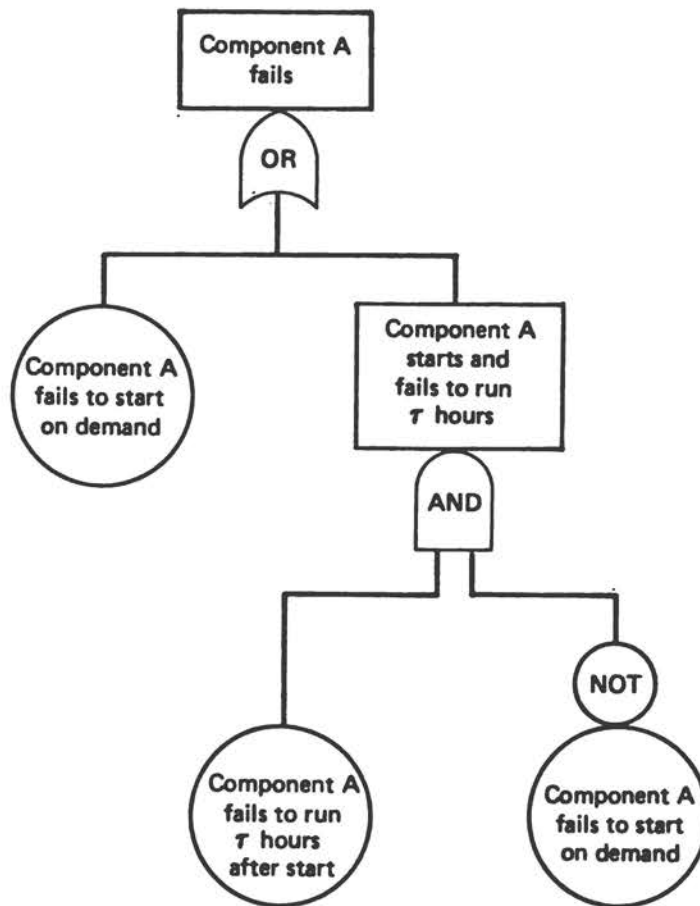 Component A
fails
OR
Component A
fails to start
on demand
Component A
starts and
fails to run
τ hours
AND
NOT
Component A
fails to run
τ hours
after start
Component A
fails to start
on demand